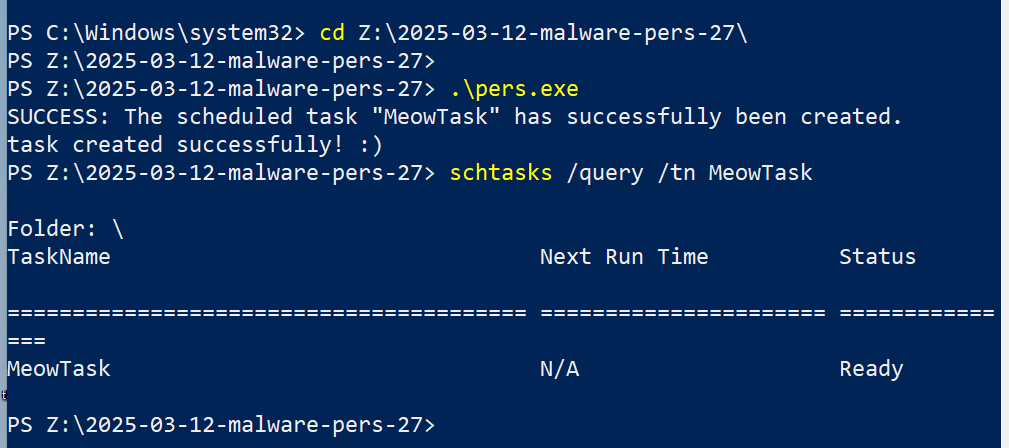 PS C:\Windows\system32> cd Z:\2025-03-12-malware-pers-27\
PS Z:\2025-03-12-malware-pers-27>
PS Z:\2025-03-12-malware-pers-27> .\pers.exe
SUCCESS: The scheduled task "MeowTask" has successfully been created.
task created successfully! :)
PS Z:\2025-03-12-malware-pers-27> schtasks /query /tn MeowTask

Folder: \
TaskName                                 Next Run Time          Status

======================================== ====================== ============
===
MeowTask                                 N/A                    Ready
t
PS Z:\2025-03-12-malware-pers-27>